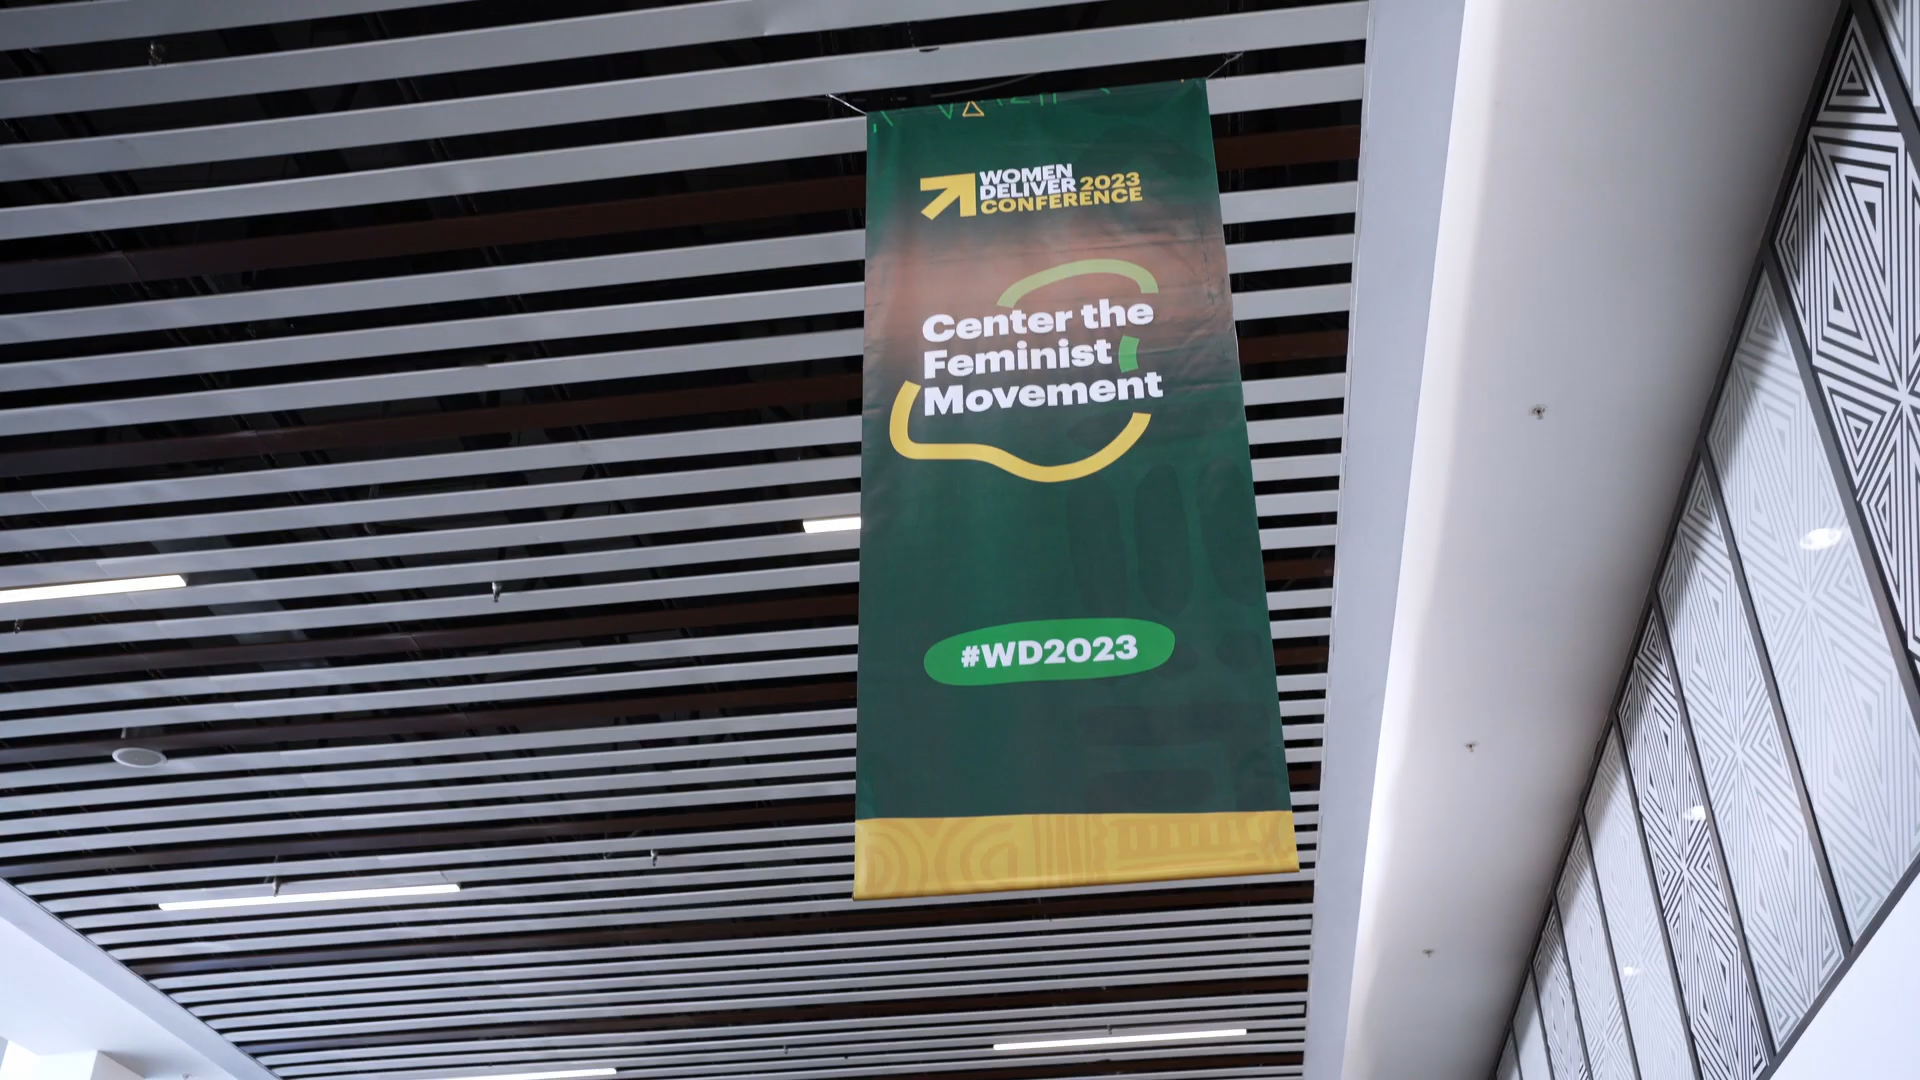 WOMEN
DELIVER 2023
CONFERENCE
Center the
Feminist
Movement
#WD2023